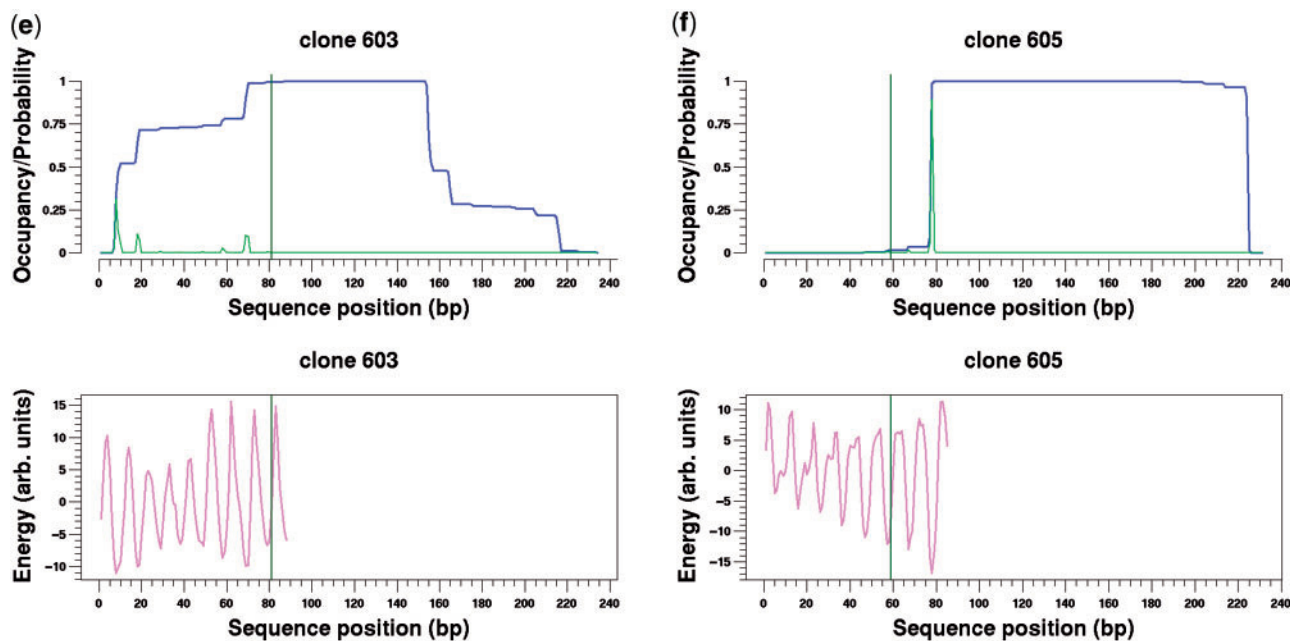 (e)
clone 603
Occupancy/Probability
1
0.75
0.5
0.25
0
0 20 40 60 80 100 120 140 160 180 200 220 240
Sequence position (bp)
clone 603
Energy (arb. units)
15
10
5
0
−5
−10
0 20 40 60 80 100 120 140 160 180 200 220 240
Sequence position (bp)
(f)
clone 605
Occupancy/Probability
1
0.75
0.5
0.25
0
0 20 40 60 80 100 120 140 160 180 200 220 240
Sequence position (bp)
clone 605
Energy (arb. units)
10
5
0
−5
−10
−15
0 20 40 60 80 100 120 140 160 180 200 220 240
Sequence position (bp)